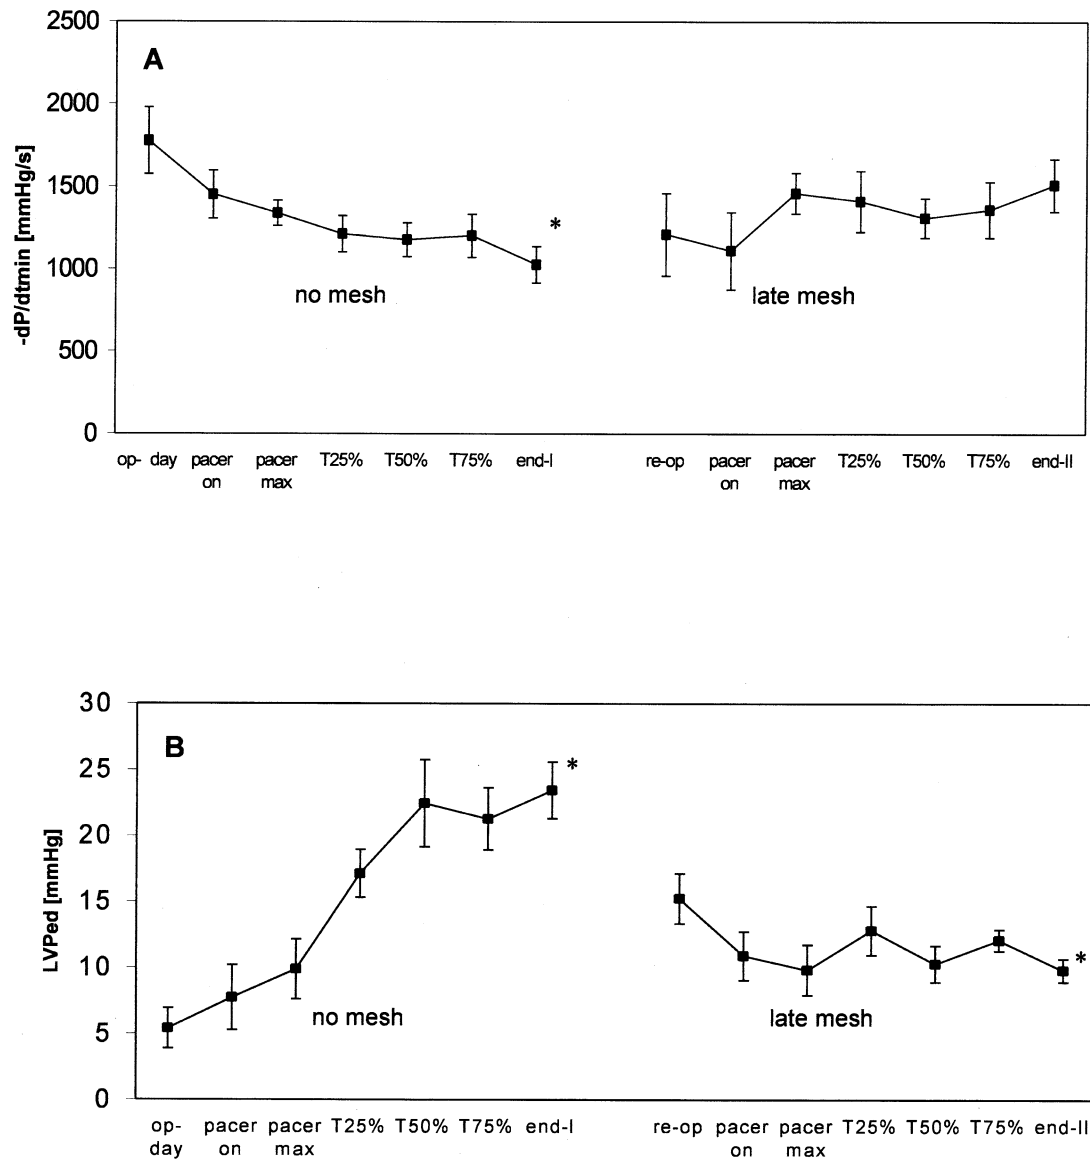 2500
A
2000
-dP/dtmin [mmHg/s]
1500
*
1000
no mesh
late mesh
500
0
op- day pacer pacer T25% T50% T75% end-I re-op pacer pacer T25% T50% T75% end-II
on max on max
30
B
25
*
20
LVPed [mmHg]
15
10
*
no mesh
late mesh
5
0
op- pacer pacer T25% T50% T75% end-I re-op pacer pacer T25% T50% T75% end-II
day on max on max